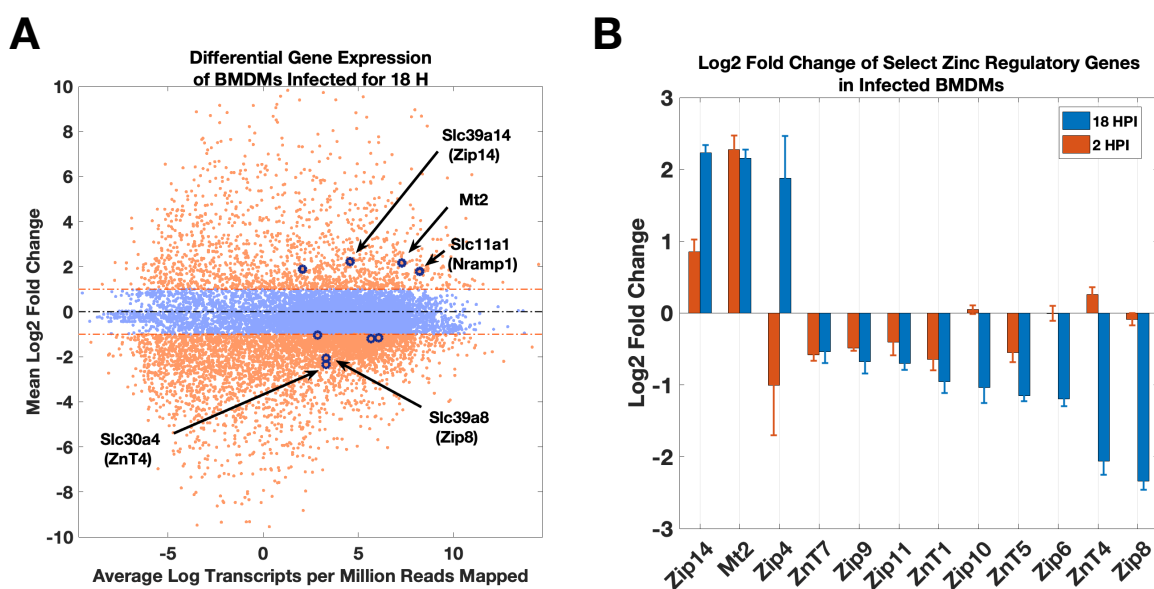 A
Differential Gene Expression
of BMDMs Infected for 18 H
Mean Log2 Fold Change
10
8
6
4
2
0
-2
-4
-6
-8
-10
Slc39a14
(Zip14)
Mt2
Slc11a1
(Nramp1)
Slc39a8
(Zip8)
Slc30a4
(ZnT4)
-5
0
5
10
Average Log Transcripts per Million Reads Mapped
B
Log2 Fold Change of Select Zinc Regulatory Genes
in Infected BMDMs
Log2 Fold Change
3
2
1
0
-1
-2
-3
18 HPI
2 HPI
Zip14
Mt2
Zip4
ZnT7
Zip9
Zip11
ZnT1
Zip10
ZnT5
Zip6
ZnT4
Zip8